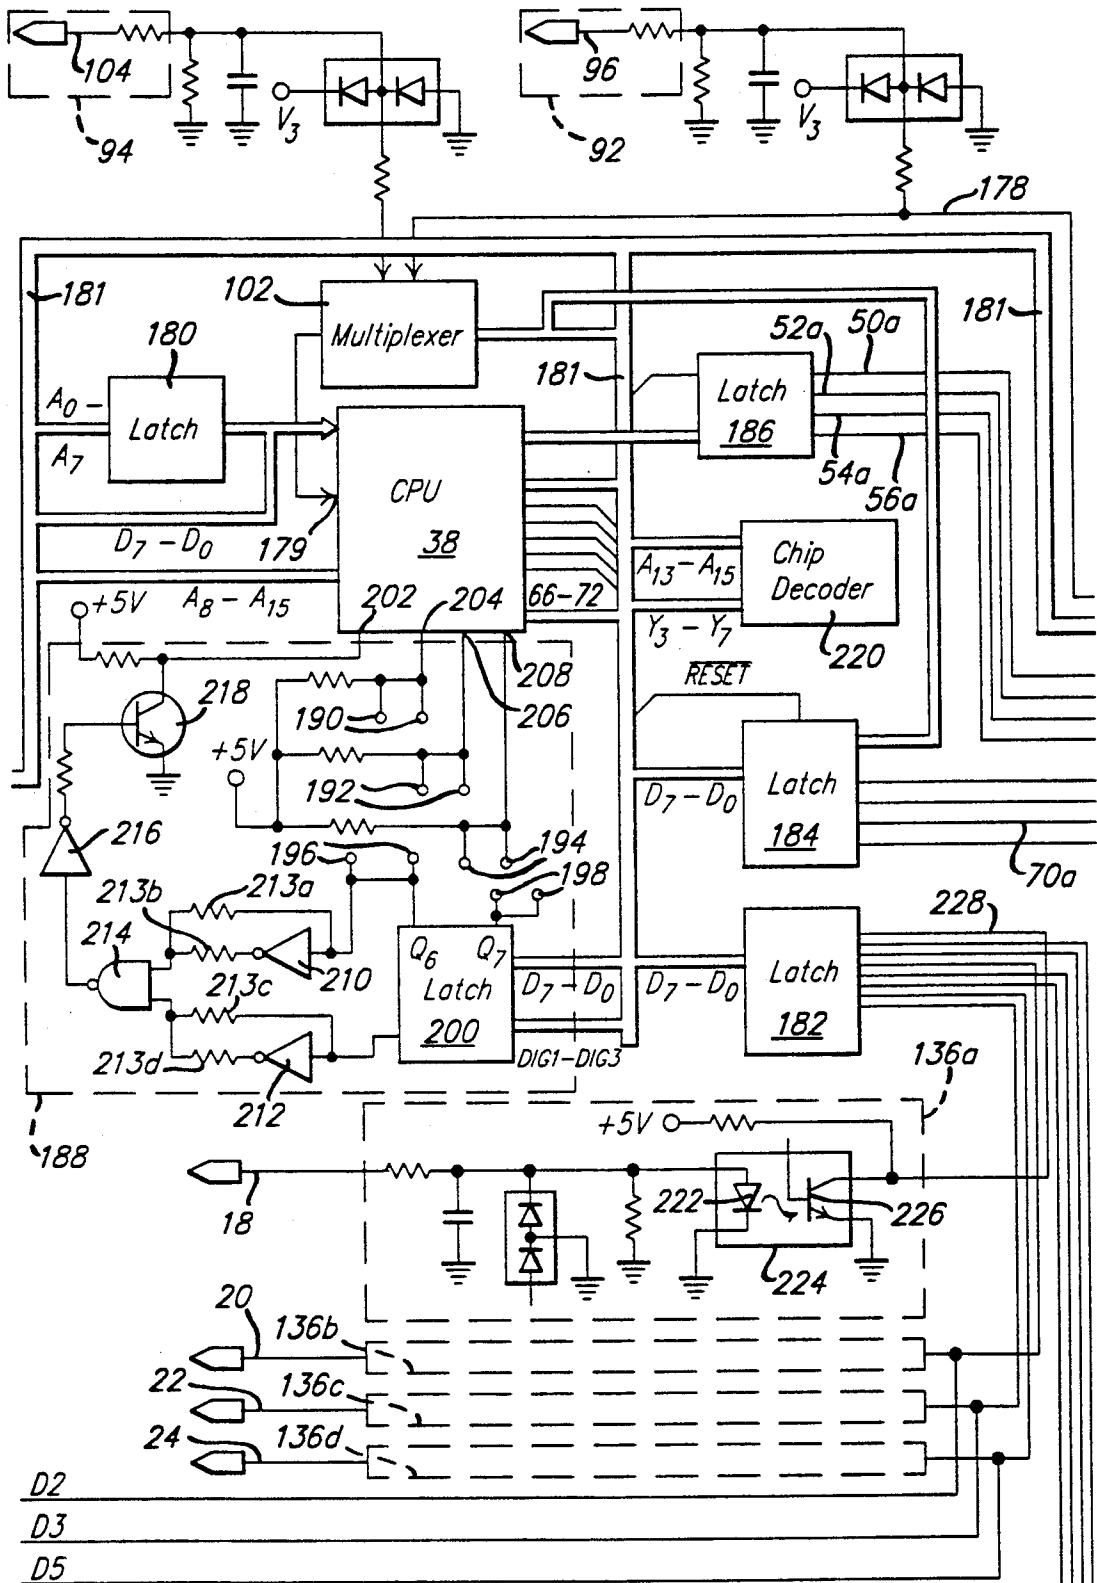 104
96
V3
V3
94
92
178
181
102
Multiplexer
52a
50a
181
180
181
A0 -
Latch
A7
Latch
186
54a
56a
CPU
38
D7 - D0
179
A13 - A15
Chip
Decoder
220
+5V
A8 - A15
202
204
66-72
Y3 - Y7
208
RESET
218
190
206
+5V
192
D7 - D0
Latch
184
216
196
194
198
70a
213b
213a
228
214
210
Q6
Q7
Latch
200
D7 - D0
D7 - D0
Latch
182
213c
213d
212
DIG1-DIG3
136a
188
+5V
18
222
226
224
20
136b
22
136c
24
136d
D2
D3
D5